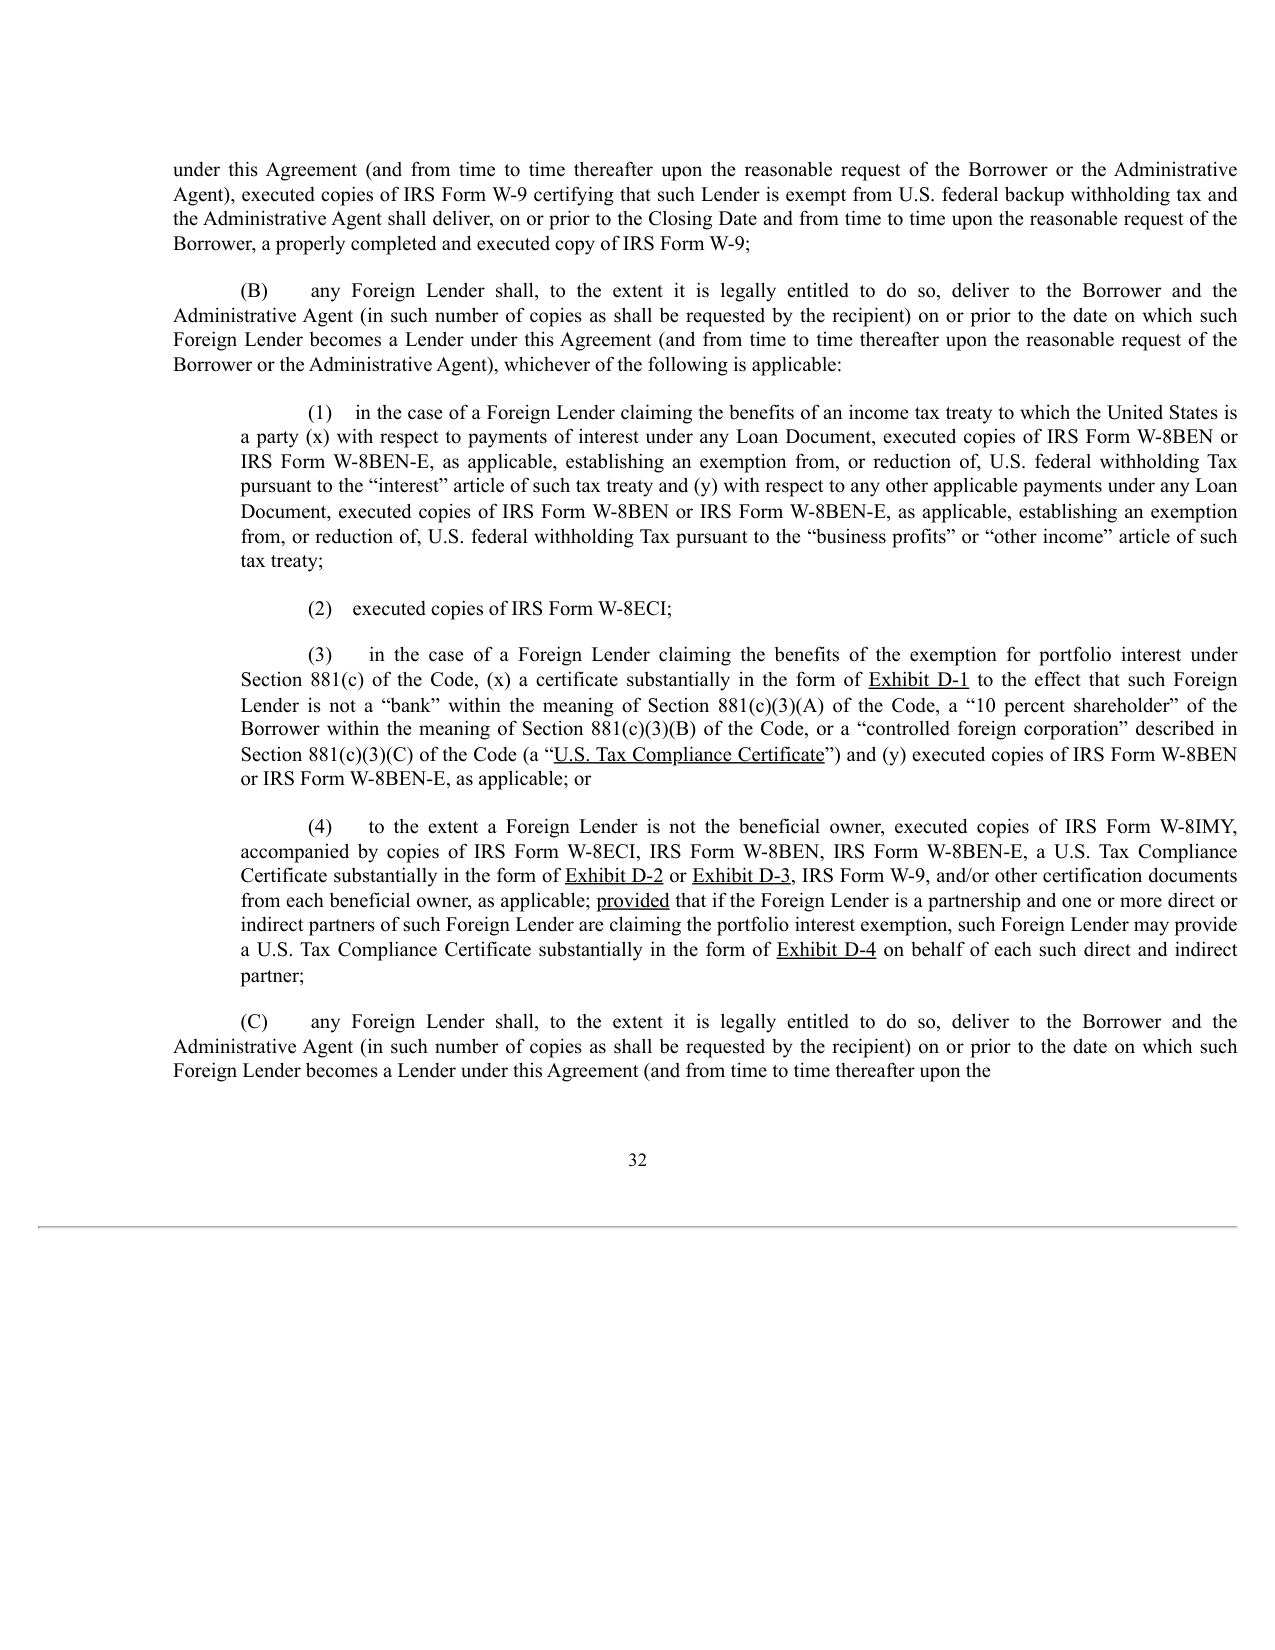 under this Agreement (and from time to time thereafter upon the reasonable request of the Borrower or the Administrative
Agent), executed copies of IRS Form W-9 certifying that such Lender is exempt from U.S. federal backup withholding tax and
the Administrative Agent shall deliver, on or prior to the Closing Date and from time to time upon the reasonable request of the
Borrower, a properly completed and executed copy of IRS Form W-9;
(B) any Foreign Lender shall, to the extent it is legally entitled to do so, deliver to the Borrower and the
Administrative Agent (in such number of copies as shall be requested by the recipient) on or prior to the date on which such
Foreign Lender becomes a Lender under this Agreement (and from time to time thereafter upon the reasonable request of the
Borrower or the Administrative Agent), whichever of the following is applicable:
(1) in the case of a Foreign Lender claiming the benefits of an income tax treaty to which the United States is
a party (x) with respect to payments of interest under any Loan Document, executed copies of IRS Form W-8BEN or
IRS Form W-8BEN-E, as applicable, establishing an exemption from, or reduction of, U.S. federal withholding Tax
pursuant to the “interest” article of such tax treaty and (y) with respect to any other applicable payments under any Loan
Document, executed copies of IRS Form W-8BEN or IRS Form W-8BEN-E, as applicable, establishing an exemption
from, or reduction of, U.S. federal withholding Tax pursuant to the “business profits” or “other income” article of such
tax treaty;
(2) executed copies of IRS Form W-8ECI;
(3) in the case of a Foreign Lender claiming the benefits of the exemption for portfolio interest under
Section 881(c) of the Code, (x) a certificate substantially in the form of Exhibit D-1 to the effect that such Foreign
Lender is not a “bank” within the meaning of Section 881(c)(3)(A) of the Code, a “10 percent shareholder” of the
Borrower within the meaning of Section 881(c)(3)(B) of the Code, or a “controlled foreign corporation” described in
Section 881(c)(3)(C) of the Code (a “U.S. Tax Compliance Certificate”) and (y) executed copies of IRS Form W-8BEN
or IRS Form W-8BEN-E, as applicable; or
(4) to the extent a Foreign Lender is not the beneficial owner, executed copies of IRS Form W-8IMY,
accompanied by copies of IRS Form W-8ECI, IRS Form W-8BEN, IRS Form W-8BEN-E, a U.S. Tax Compliance
Certificate substantially in the form of Exhibit D-2 or Exhibit D-3, IRS Form W-9, and/or other certification documents
from each beneficial owner, as applicable; provided that if the Foreign Lender is a partnership and one or more direct or
indirect partners of such Foreign Lender are claiming the portfolio interest exemption, such Foreign Lender may provide
a U.S. Tax Compliance Certificate substantially in the form of Exhibit D-4 on behalf of each such direct and indirect
partner;
(C) any Foreign Lender shall, to the extent it is legally entitled to do so, deliver to the Borrower and the
Administrative Agent (in such number of copies as shall be requested by the recipient) on or prior to the date on which such
Foreign Lender becomes a Lender under this Agreement (and from time to time thereafter upon the
32